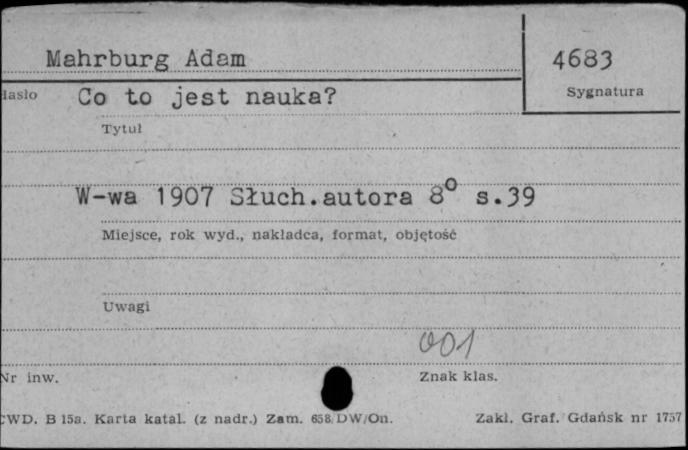 Mahrburg Adam
4683
Hasło Co to jest nauka?
Sygnatura
Tytuł
W-wa 1907 Słuch.autora 8° s.39
Miejsce, rok wyd., nakładca, format, objętość
Uwagi
001
Nr inw.
Znak klas.
CWD. B 15a. Karta katal. (z nadr.) Zam. 658/DW/On. Zakł. Graf. Gdańsk nr 1757